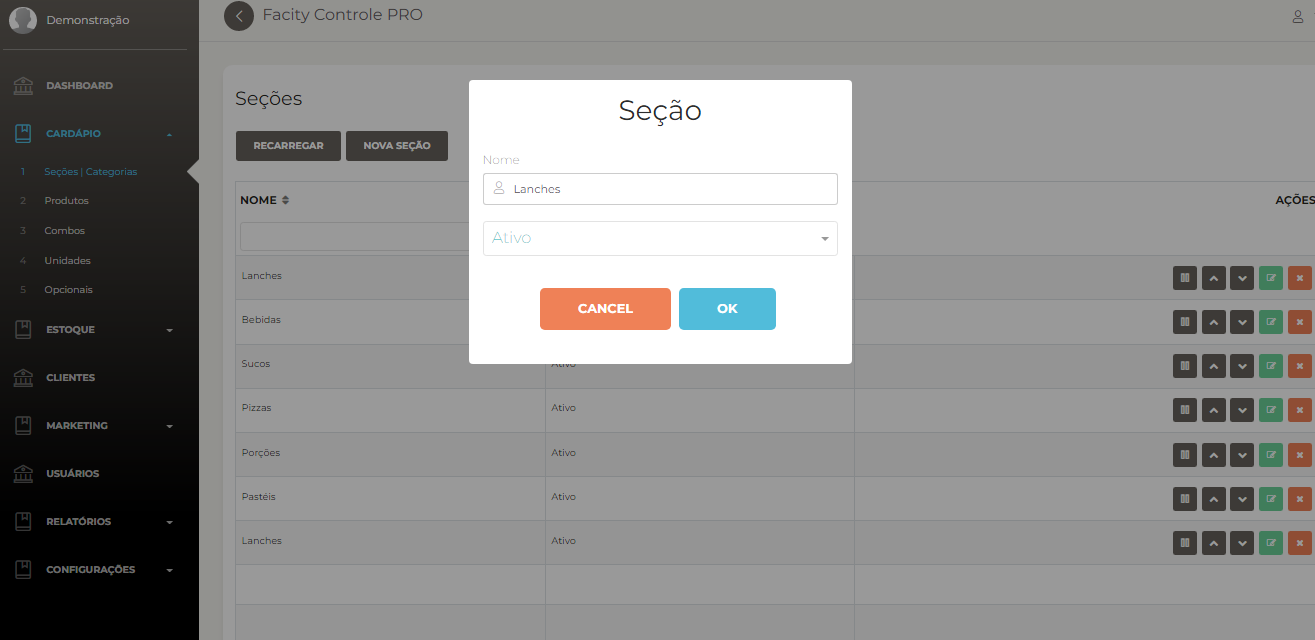 Demonstração
Facity Controle PRO
DASHBOARD
CARDÁPIO
1 Seções | Categorias
2 Produtos
3 Combos
4 Unidades
5 Opcionais
ESTOQUE
CLIENTES
MARKETING
USUÁRIOS
RELATÓRIOS
CONFIGURAÇÕES
Seções
RECARREGAR NOVA SEÇÃO
NOME AÇÕES
Lanches
Bebidas
Sucos Ativo
Pizzas Ativo
Porções Ativo
Pastéis Ativo
Lanches Ativo
Seção
Nome
Lanches
Ativo
CANCEL OK